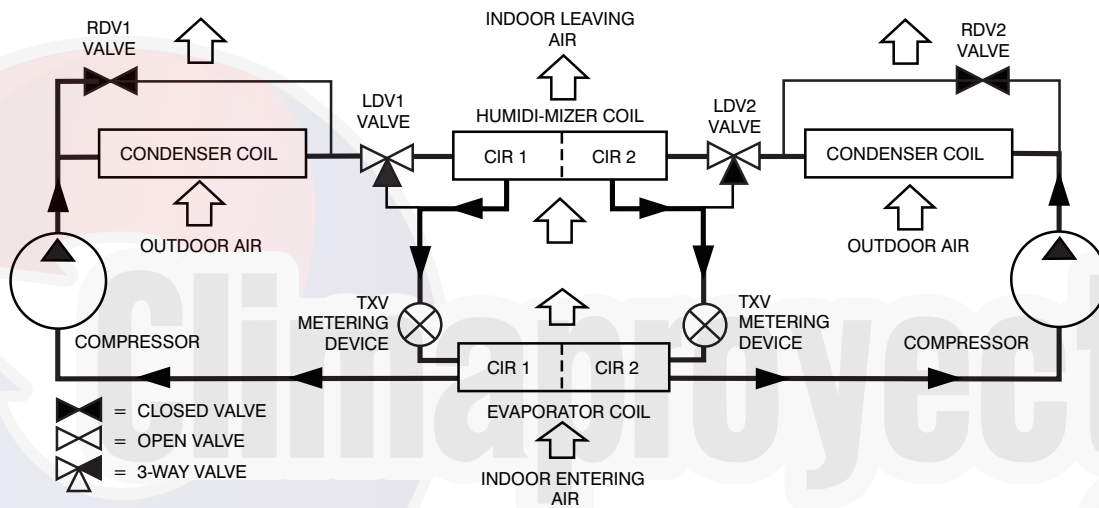 INDOOR LEAVING
AIR
RDV1
VALVE
RDV2
VALVE
LDV1
VALVE
HUMIDI-MIZER COIL
LDV2
VALVE
CONDENSER COIL
CIR 1
CIR 2
CONDENSER COIL
OUTDOOR AIR
OUTDOOR AIR
TXV
METERING
DEVICE
TXV
METERING
DEVICE
COMPRESSOR
COMPRESSOR
CIR 1
CIR 2
EVAPORATOR COIL
= CLOSED VALVE
= OPEN VALVE
= 3-WAY VALVE
INDOOR ENTERING
AIR
Climaproyect